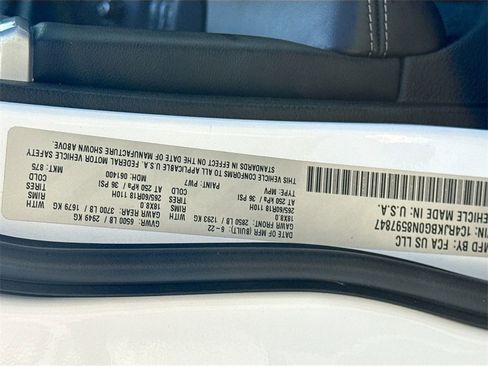 MFD BY: FCA US LLC
VIN: 1C4RJKBG0N8597847
VEHICLE MADE IN: U.S.A.
DATE OF MFR (BUILT): 6-22 GVWR: 6500 LB / 2949 KG
GAWR FRONT: 2850 LB / 1293 KG WITH GAWR REAR: 3700 LB / 1679 KG WITH
18X8.0 RIMS 18X8.0 RIMS
265/60R18 110H TIRES 265/60R18 110H TIRES
AT 250 kPa / 36 PSI COLD AT 250 kPa / 36 PSI COLD
TYPE: MPV PAINT: PW7 MDH: 061400 MKT: 975
THIS VEHICLE CONFORMS TO ALL APPLICABLE U.S.A. FEDERAL MOTOR VEHICLE SAFETY
STANDARDS IN EFFECT ON THE DATE OF MANUFACTURE SHOWN ABOVE.